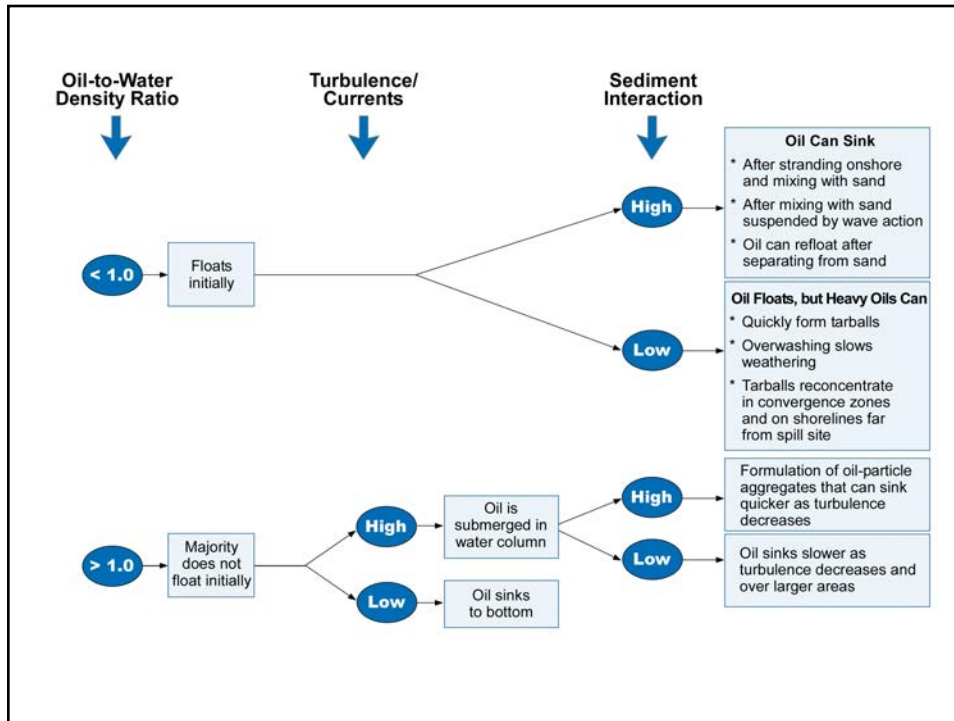 Oil-to-Water
Density Ratio
Turbulence/
Currents
Sediment
Interaction
< 1.0
Floats
initially
High
Oil Can Sink
* After stranding onshore
and mixing with sand
* After mixing with sand
suspended by wave action
* Oil can refloat after
separating from sand
Low
Oil Floats, but Heavy Oils Can
* Quickly form tarballs
* Overwashing slows
weathering
* Tarballs reconcentrate
in convergence zones
and on shorelines far
from spill site
> 1.0
Majority
does not
float initially
High
Oil is
submerged in
water column
High
Formulation of oil-particle
aggregates that can sink
quicker as turbulence
decreases
Low
Oil sinks slower as
turbulence decreases and
over larger areas
Low
Oil sinks
to bottom